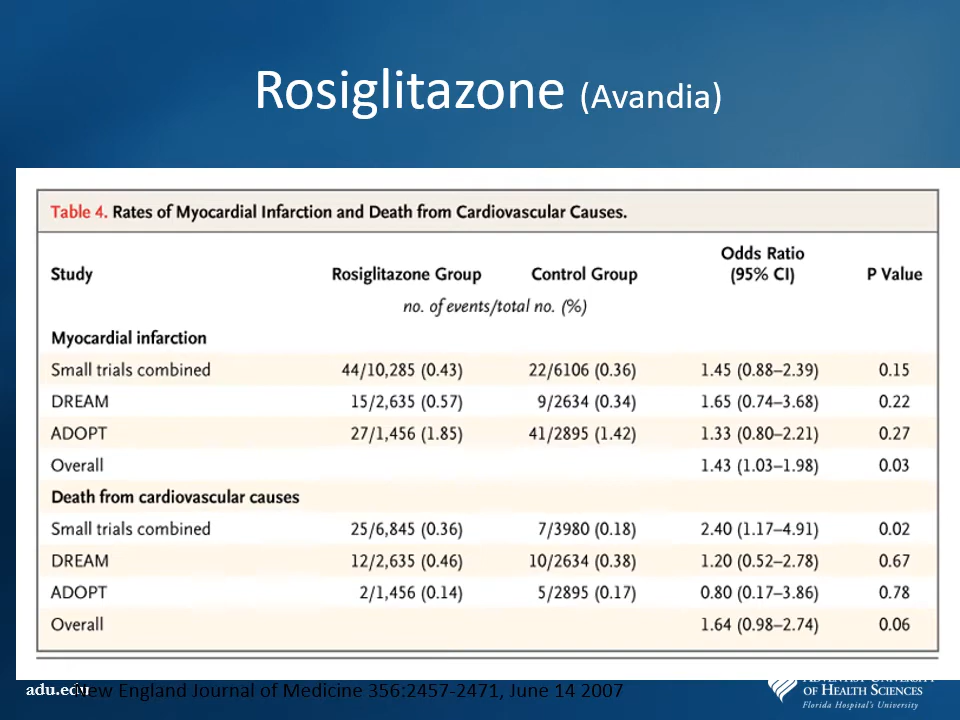 Rosiglitazone (Avandia)
Table 4. Rates of Myocardial Infarction and Death from Cardiovascular Causes.
Study Rosiglitazone Group Control Group Odds Ratio (95% CI) P Value
no. of events/total no. (%)
Myocardial infarction
Small trials combined 44/10,285 (0.43) 22/6106 (0.36) 1.45 (0.88–2.39) 0.15
DREAM 15/2,635 (0.57) 9/2634 (0.34) 1.65 (0.74–3.68) 0.22
ADOPT 27/1,456 (1.85) 41/2895 (1.42) 1.33 (0.80–2.21) 0.27
Overall 1.43 (1.03–1.98) 0.03
Death from cardiovascular causes
Small trials combined 25/6,845 (0.36) 7/3980 (0.18) 2.40 (1.17–4.91) 0.02
DREAM 12/2,635 (0.46) 10/2634 (0.38) 1.20 (0.52–2.78) 0.67
ADOPT 2/1,456 (0.14) 5/2895 (0.17) 0.80 (0.17–3.86) 0.78
Overall 1.64 (0.98–2.74) 0.06
adu.edu
New England Journal of Medicine 356:2457-2471, June 14 2007
ADVENTIST UNIVERSITY
OF HEALTH SCIENCES
Florida Hospital's University